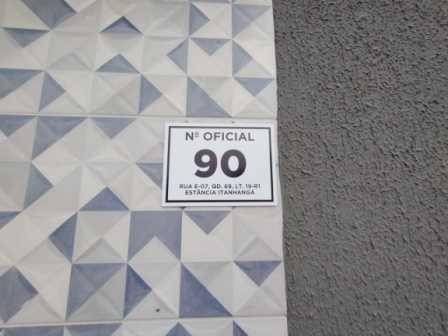 Nº OFICIAL
90
RUA E-07, QD. 69, LT. 19-R1
ESTÂNCIA ITANHANGÁ